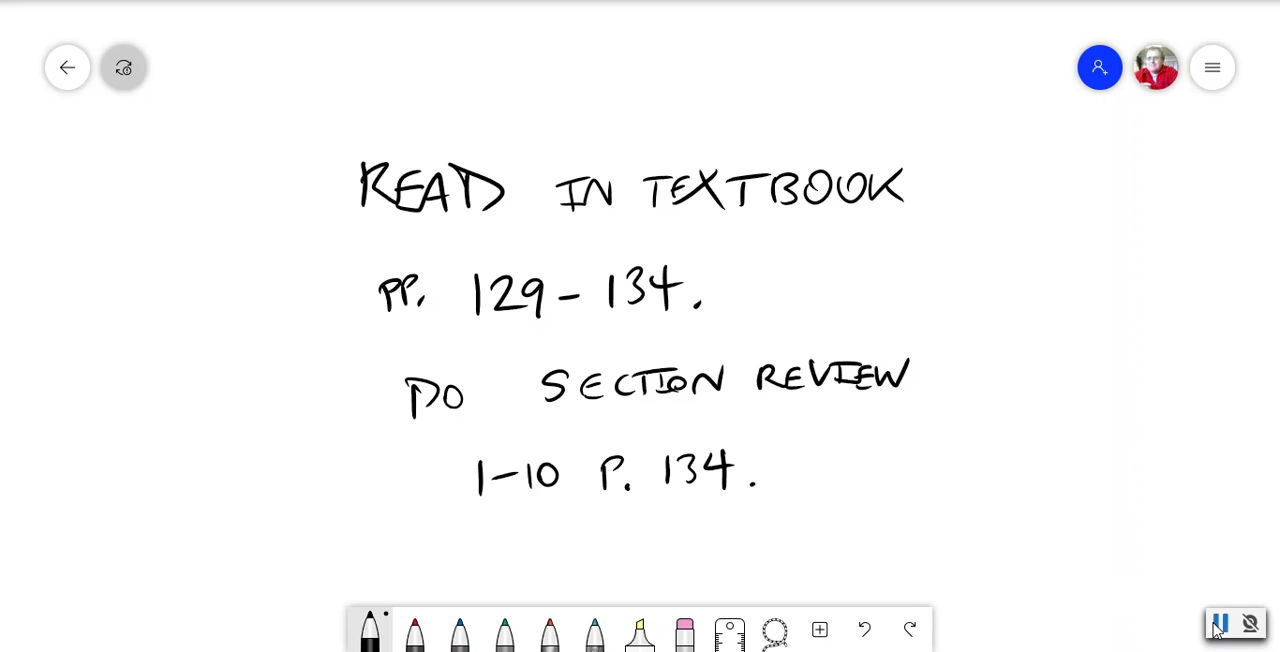 READ IN TEXTBOOK
PP. 129-134.
DO SECTION REVIEW
1-10 P. 134.